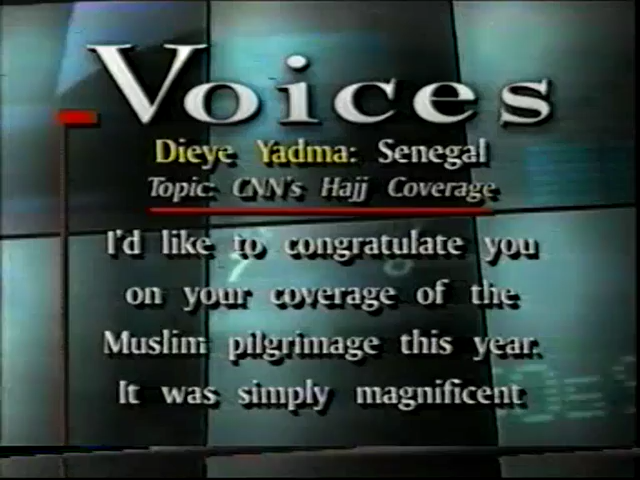 Voices
Dieye Yadma: Senegal
Topic: CNN's Hajj Coverage
I'd like to congratulate you
on your coverage of the
Muslim pilgrimage this year.
It was simply magnificent